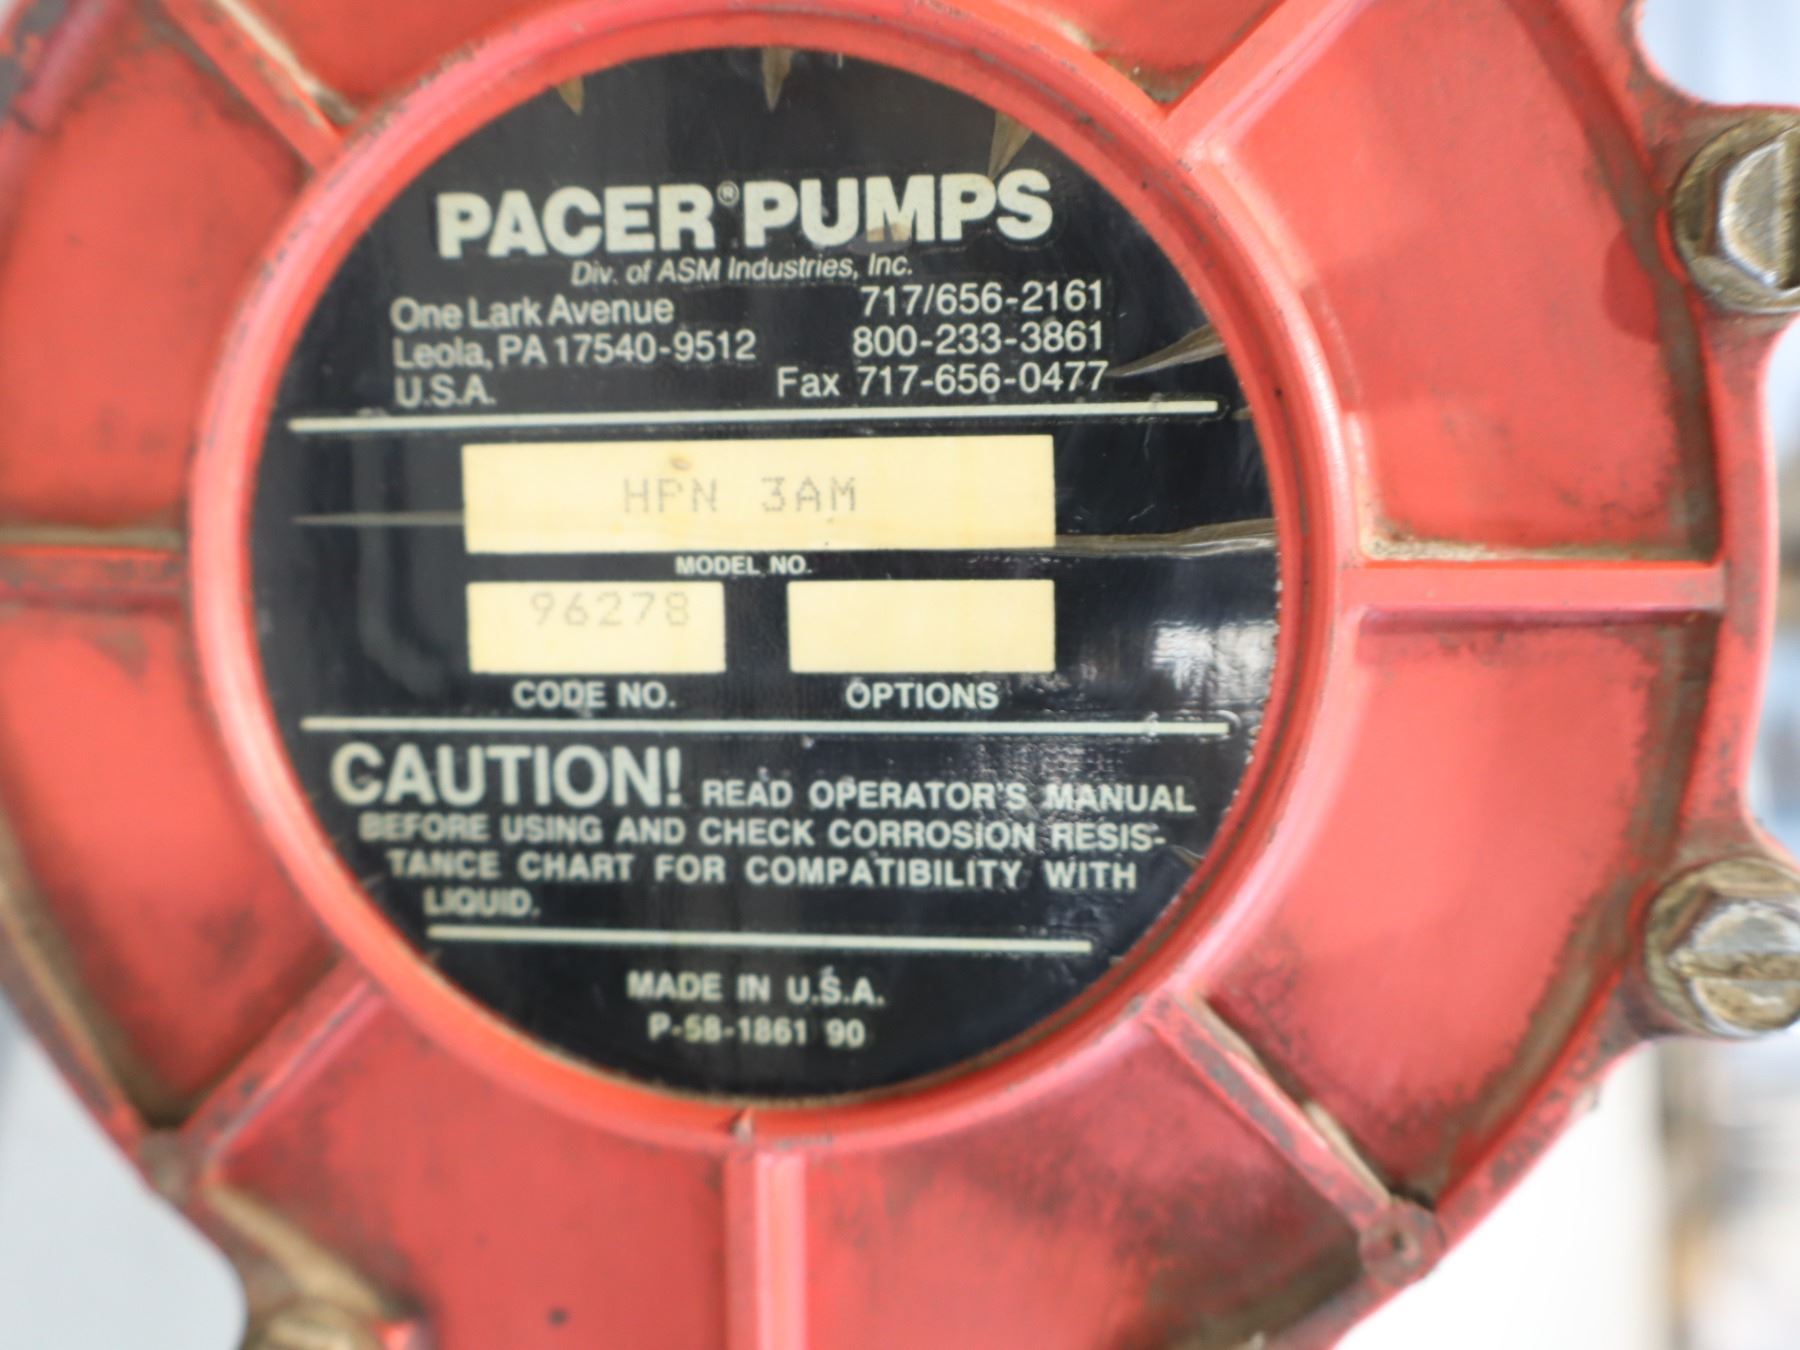 PACER® PUMPS
Div. of ASM Industries, Inc.
One Lark Avenue 717/656-2161
Leola, PA 17540-9512 800-233-3861
U.S.A. Fax 717-656-0477
HPN 3AM
MODEL NO.
96278
CODE NO. OPTIONS
CAUTION! READ OPERATOR'S MANUAL
BEFORE USING AND CHECK CORROSION RESIS-
TANCE CHART FOR COMPATIBILITY WITH
LIQUID.
MADE IN U.S.A.
P-58-1861 90